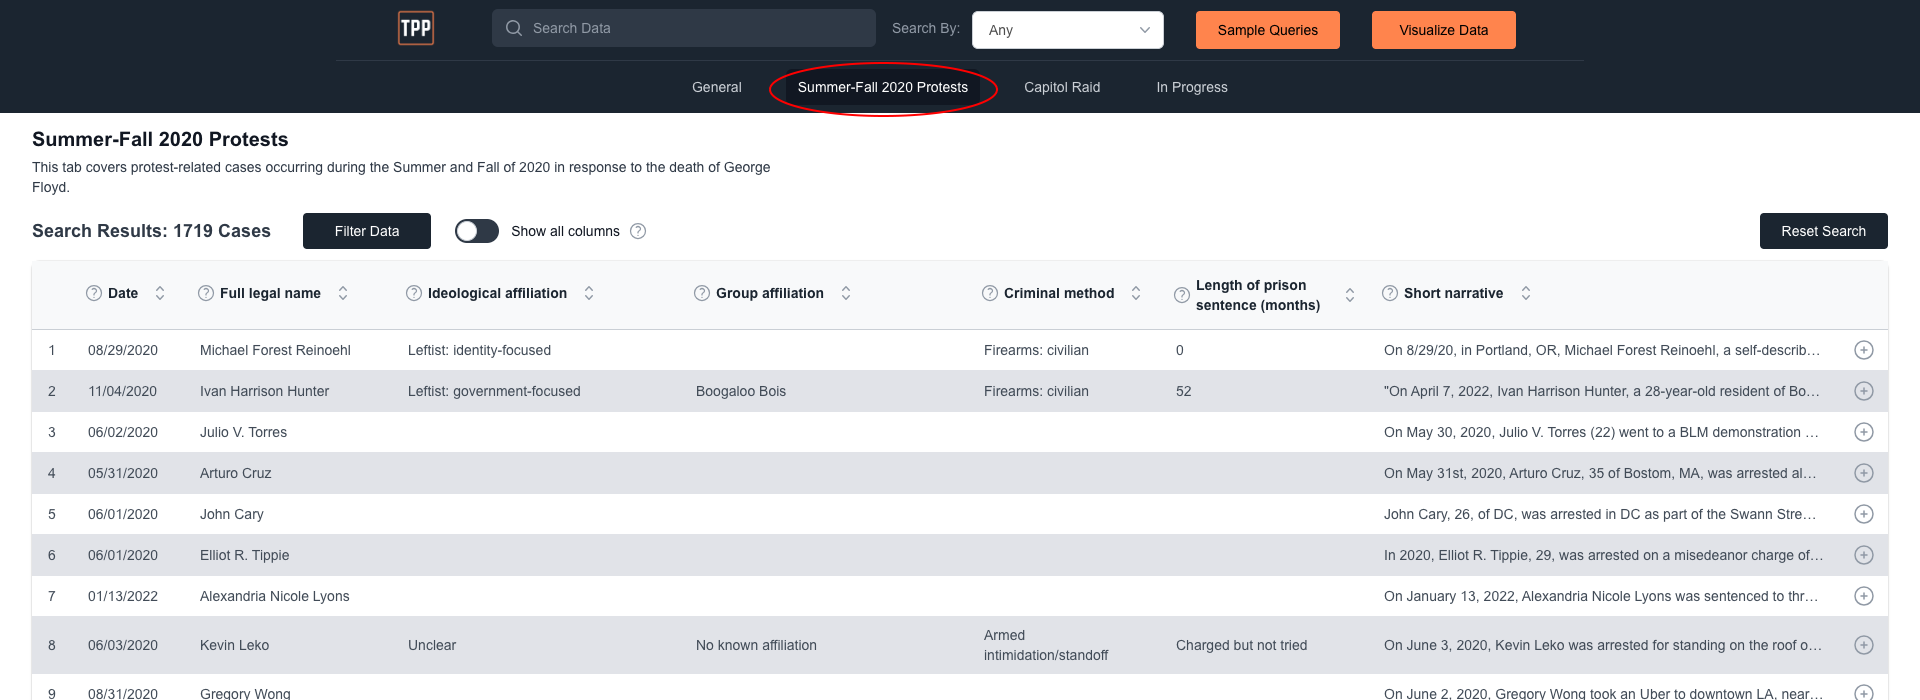 TPP
Search Data
Search By:
Any
Sample Queries
Visualize Data
General
Summer-Fall 2020 Protests
Capitol Raid
In Progress
Summer-Fall 2020 Protests
This tab covers protest-related cases occurring during the Summer and Fall of 2020 in response to the death of George
Floyd.
Search Results: 1719 Cases
Filter Data
Show all columns
Reset Search
Date
Full legal name
Ideological affiliation
Group affiliation
Criminal method
Length of prison
sentence (months)
Short narrative
1 08/29/2020 Michael Forest Reinoehl Leftist: identity-focused Firearms: civilian 0 On 8/29/20, in Portland, OR, Michael Forest Reinoehl, a self-describ...
2 11/04/2020 Ivan Harrison Hunter Leftist: government-focused Boogaloo Bois Firearms: civilian 52 "On April 7, 2022, Ivan Harrison Hunter, a 28-year-old resident of Bo...
3 06/02/2020 Julio V. Torres On May 30, 2020, Julio V. Torres (22) went to a BLM demonstration ...
4 05/31/2020 Arturo Cruz On May 31st, 2020, Arturo Cruz, 35 of Bostom, MA, was arrested al...
5 06/01/2020 John Cary John Cary, 26, of DC, was arrested in DC as part of the Swann Stre...
6 06/01/2020 Elliot R. Tippie In 2020, Elliot R. Tippie, 29, was arrested on a misedeanor charge of...
7 01/13/2022 Alexandria Nicole Lyons On January 13, 2022, Alexandria Nicole Lyons was sentenced to thr...
8 06/03/2020 Kevin Leko Unclear No known affiliation Armed
intimidation/standoff Charged but not tried On June 3, 2020, Kevin Leko was arrested for standing on the roof o...
9 08/31/2020 Gregory Wong On June 2, 2020, Gregory Wong took an Uber to downtown LA, near...